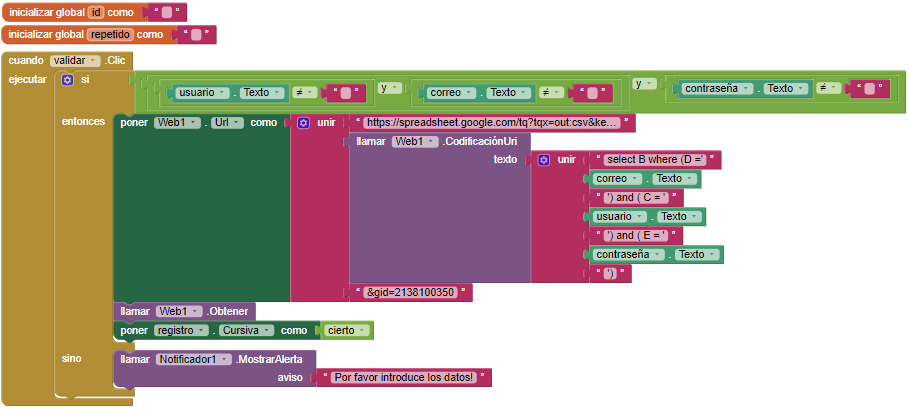 inicializar global id como " "
inicializar global repetido como " "
cuando validar .Clic
ejecutar si usuario . Texto ≠ " " y correo . Texto ≠ " " y contraseña . Texto ≠ " "
entonces poner Web1 . Url como unir " https://spreadsheet.google.com/tq?tqx=out:csv&ke... "
llamar Web1 .CodificaciónUri
texto unir " select B where (D =' "
correo . Texto
" ') and ( C = ' "
usuario . Texto
" ') and ( E = ' "
contraseña . Texto
" ') "
" &gid=2138100350 "
llamar Web1 .Obtener
poner registro . Cursiva como cierto
sino llamar Notificador1 .MostrarAlerta
aviso " Por favor introduce los datos! "